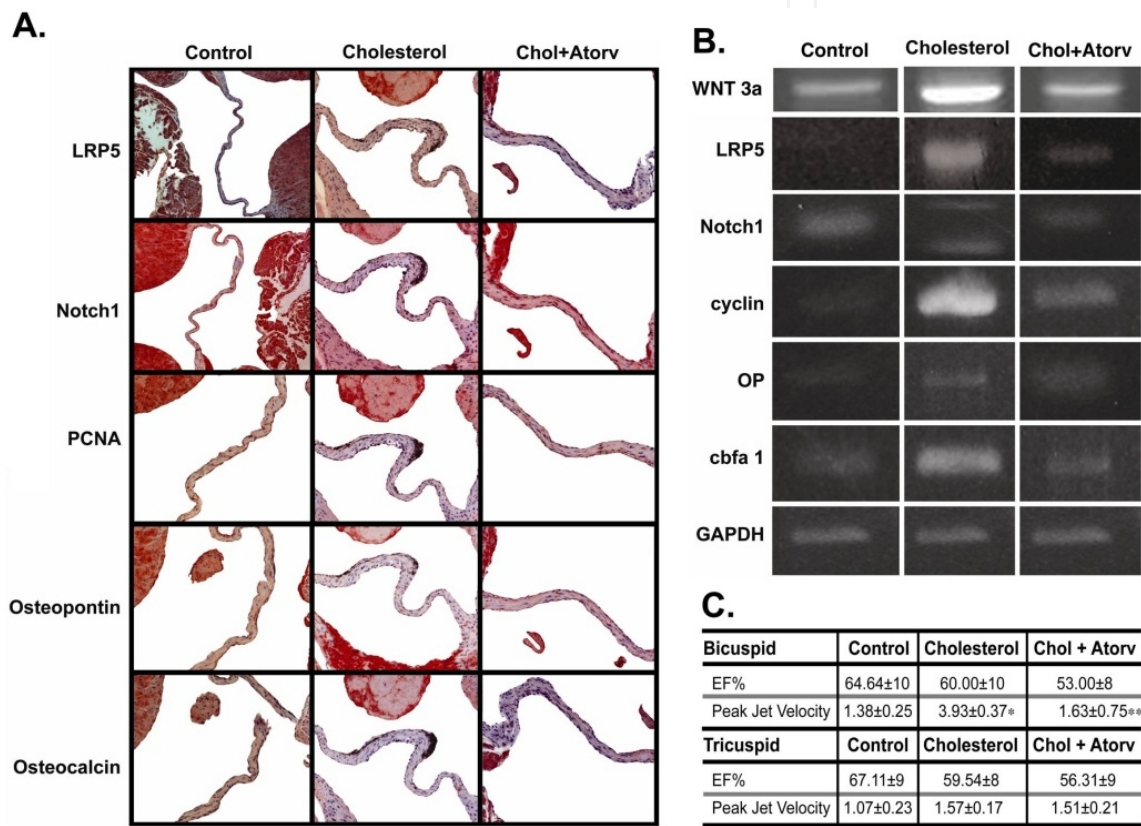 A.
Control Cholesterol Chol+Atorv
LRP5
Notch1
PCNA
Osteopontin
Osteocalcin
B.
Control Cholesterol Chol+Atorv
WNT 3a
LRP5
Notch1
cyclin
OP
cbfa 1
GAPDH
C.
Bicuspid Control Cholesterol Chol + Atorv
EF% 64.64±10 60.00±10 53.00±8
Peak Jet Velocity 1.38±0.25 3.93±0.37* 1.63±0.75**
Tricuspid Control Cholesterol Chol + Atorv
EF% 67.11±9 59.54±8 56.31±9
Peak Jet Velocity 1.07±0.23 1.57±0.17 1.51±0.21